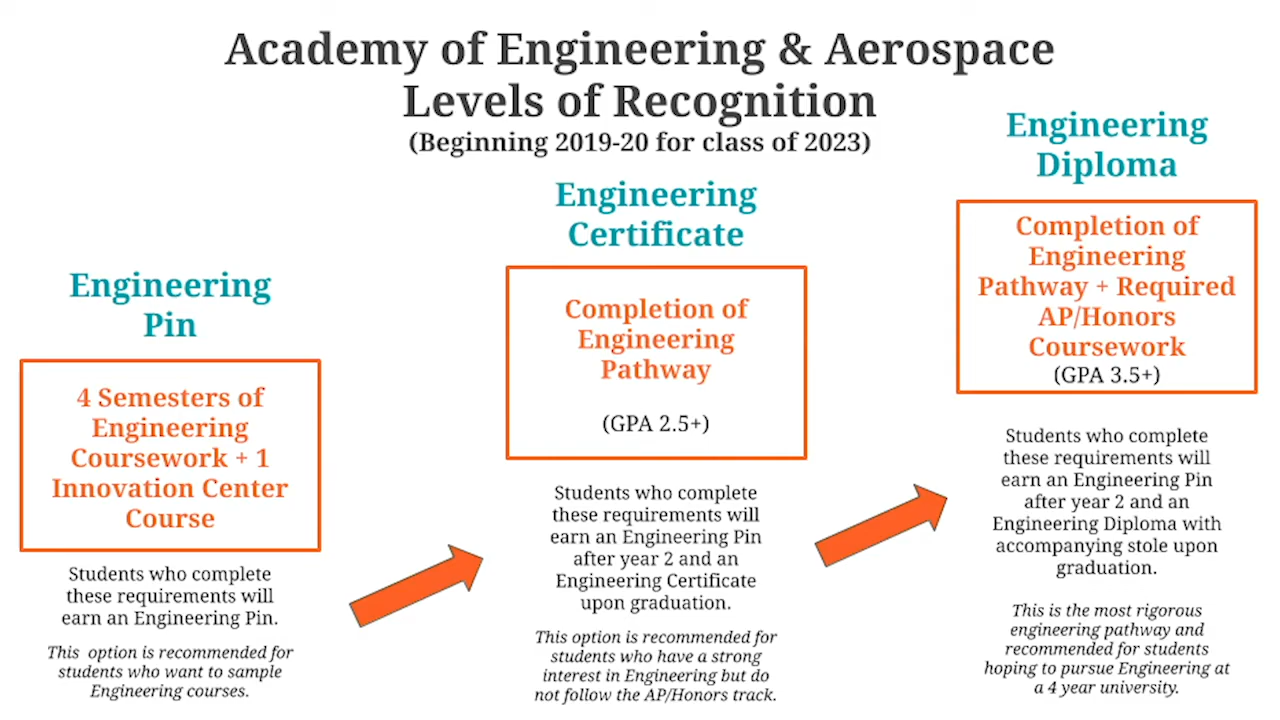 Academy of Engineering & Aerospace
Levels of Recognition
(Beginning 2019-20 for class of 2023)
Engineering
Pin
4 Semesters of
Engineering
Coursework + 1
Innovation Center
Course
Students who complete
these requirements will
earn an Engineering Pin.
This option is recommended for
students who want to sample
Engineering courses.
Engineering
Certificate
Completion of
Engineering
Pathway
(GPA 2.5+)
Students who complete
these requirements will
earn an Engineering Pin
after year 2 and an
Engineering Certificate
upon graduation.
This option is recommended for
students who have a strong
interest in Engineering but do
not follow the AP/Honors track.
Engineering
Diploma
Completion of
Engineering
Pathway + Required
AP/Honors
Coursework
(GPA 3.5+)
Students who complete
these requirements will
earn an Engineering Pin
after year 2 and an
Engineering Diploma with
accompanying stole upon
graduation.
This is the most rigorous
engineering pathway and
recommended for students
hoping to pursue Engineering at
a 4 year university.